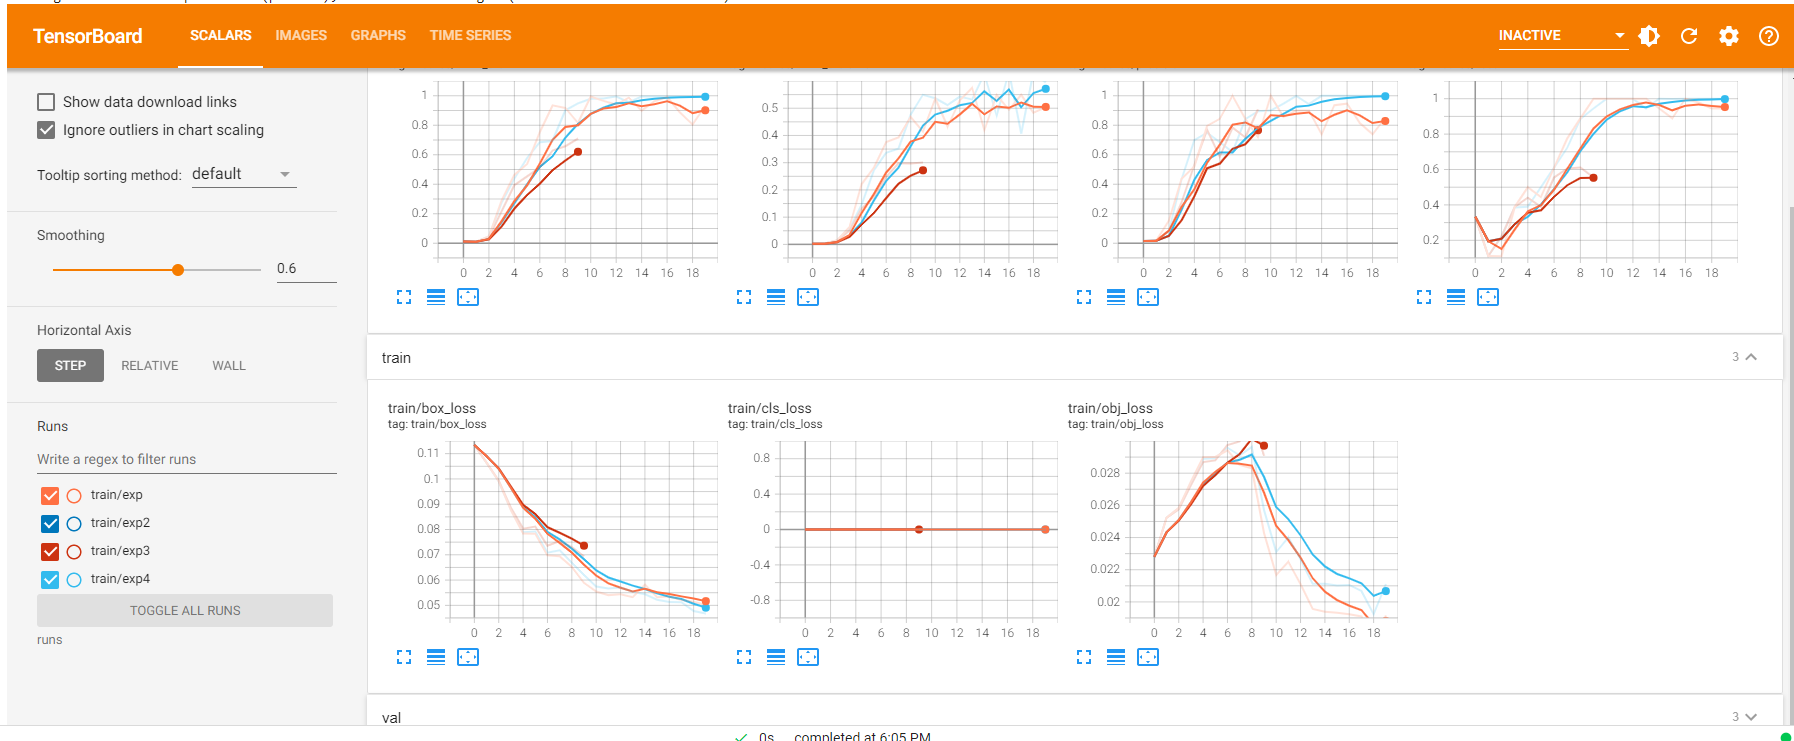 TensorBoard
SCALARS
IMAGES
GRAPHS
TIME SERIES
INACTIVE
Show data download links
Ignore outliers in chart scaling
Tooltip sorting method: default
Smoothing
0.6
Horizontal Axis
STEP
RELATIVE
WALL
Runs
Write a regex to filter runs
train/exp
train/exp2
train/exp3
train/exp4
TOGGLE ALL RUNS
runs
1
0.8
0.6
0.4
0.2
0
0 2 4 6 8 10 12 14 16 18
0.5
0.4
0.3
0.2
0.1
0
0 2 4 6 8 10 12 14 16 18
1
0.8
0.6
0.4
0.2
0
0 2 4 6 8 10 12 14 16 18
1
0.8
0.6
0.4
0.2
0 2 4 6 8 10 12 14 16 18
train
3
train/box_loss
tag: train/box_loss
0.11
0.1
0.09
0.08
0.07
0.06
0.05
0 2 4 6 8 10 12 14 16 18
train/cls_loss
tag: train/cls_loss
0.8
0.4
0
-0.4
-0.8
0 2 4 6 8 10 12 14 16 18
train/obj_loss
tag: train/obj_loss
0.028
0.026
0.024
0.022
0.02
0 2 4 6 8 10 12 14 16 18
val
3
0s completed at 6:05 PM